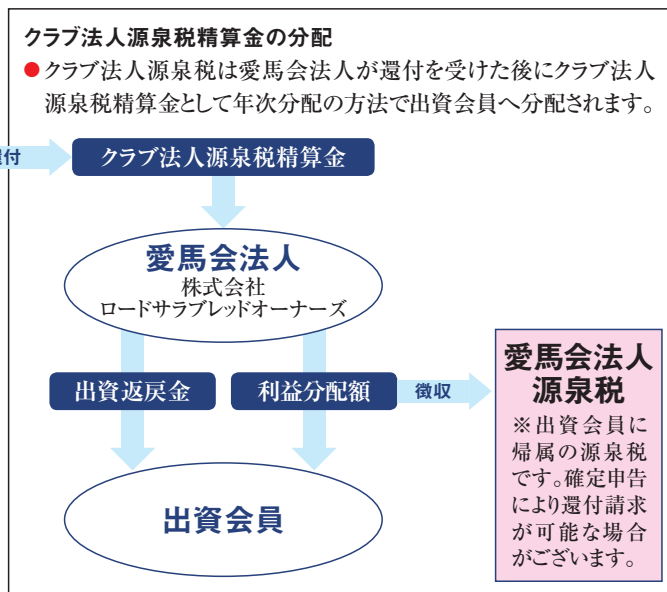 クラブ法人源泉税精算金の分配
●クラブ法人源泉税は愛馬会法人が還付を受けた後にクラブ法人
源泉税精算金として年次分配の方法で出資会員へ分配されます。
還付
クラブ法人源泉税精算金
愛馬会法人
株式会社
ロードサラブレッドオーナーズ
出資返戻金
利益分配額
徴収
愛馬会法人
源泉税
※出資会員に
帰属の源泉税
です。確定申告
により還付請求
が可能な場合
がございます。
出資会員